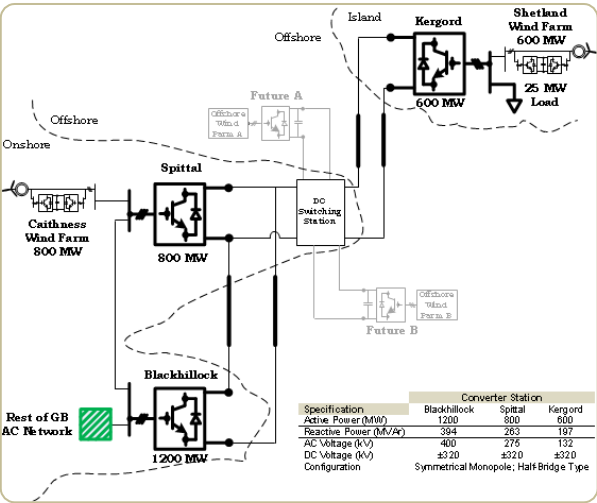 Island
Offshore
Kergord
600 MW
Shetland
Wind Farm
600 MW
25 MW
Load
Offshore
Onshore
Future A
Offshore
Wind
Farm A
Spittal
800 MW
Caithness
Wind Farm
800 MW
DC
Switching
Station
Offshore
Wind
Farm B
Future B
Blackhillock
1200 MW
Rest of GB
AC Network
Converter Station
Specification Blackhillock Spittal Kergord
Active Power (MW) 1200 800 600
Reactive Power (MVAr) 394 263 197
AC Voltage (kV) 400 275 132
DC Voltage (kV) ±320 ±320 ±320
Configuration Symmetrical Monopole; Half-Bridge Type